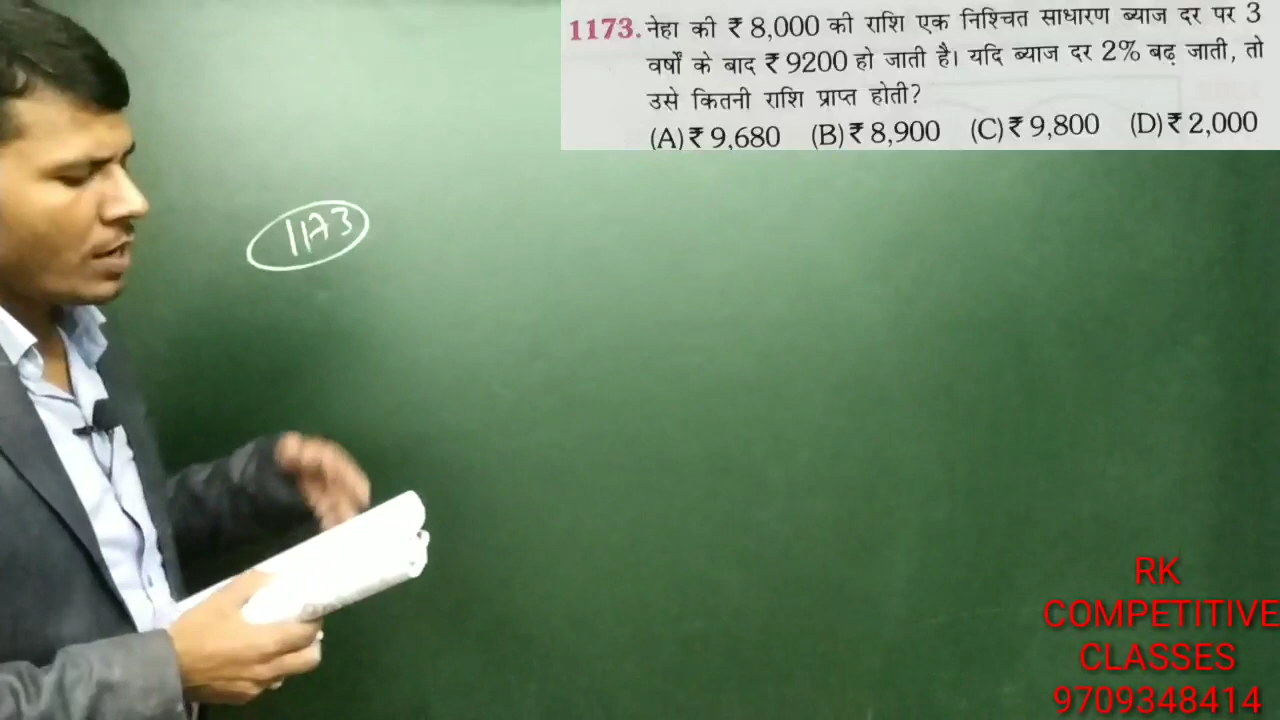 1173. नेहा की ₹ 8,000 की राशि एक निश्चित साधारण ब्याज दर पर 3
वर्षों के बाद ₹ 9200 हो जाती है। यदि ब्याज दर 2% बढ़ जाती, तो
उसे कितनी राशि प्राप्त होती?
(A) ₹ 9,680 (B) ₹ 8,900 (C) ₹ 9,800 (D) ₹ 2,000
1173
RK
COMPETITIVE
CLASSES
9709348414